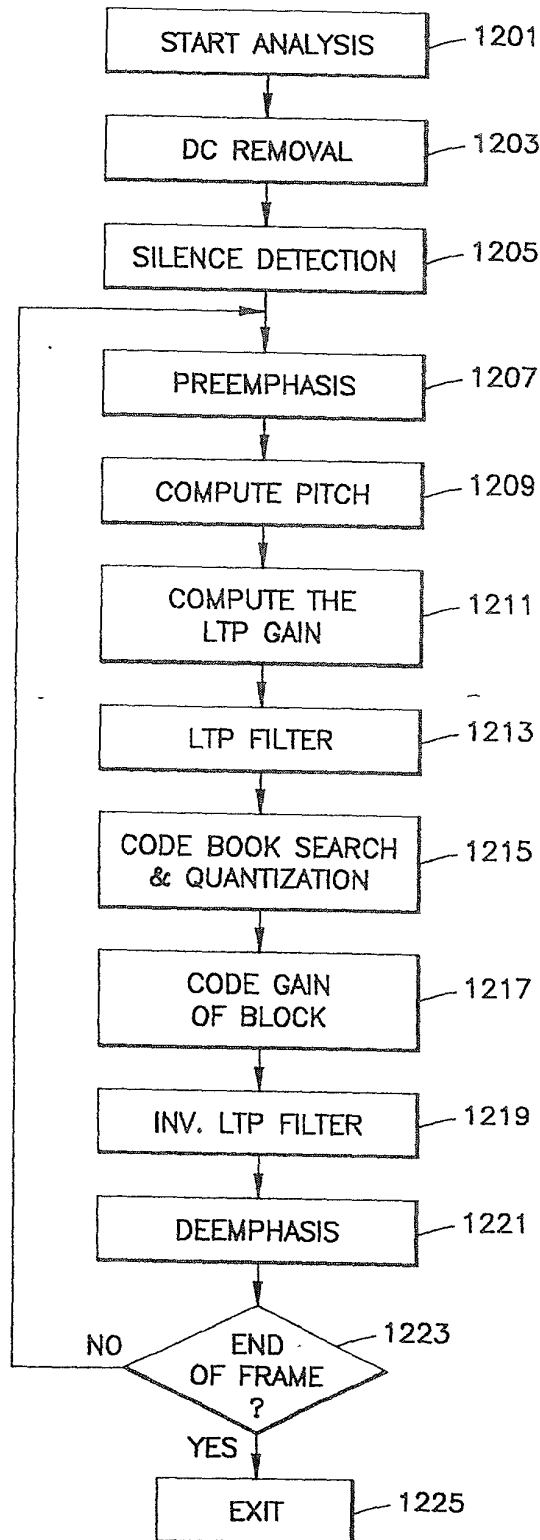 START ANALYSIS 1201
DC REMOVAL 1203
SILENCE DETECTION 1205
PREEMPHASIS 1207
COMPUTE PITCH 1209
COMPUTE THE 1211
LTP GAIN
LTP FILTER 1213
CODE BOOK SEARCH 1215
& QUANTIZATION
CODE GAIN 1217
OF BLOCK
INV. LTP FILTER 1219
DEEMPHASIS 1221
NO END 1223
OF FRAME
?
YES
EXIT 1225